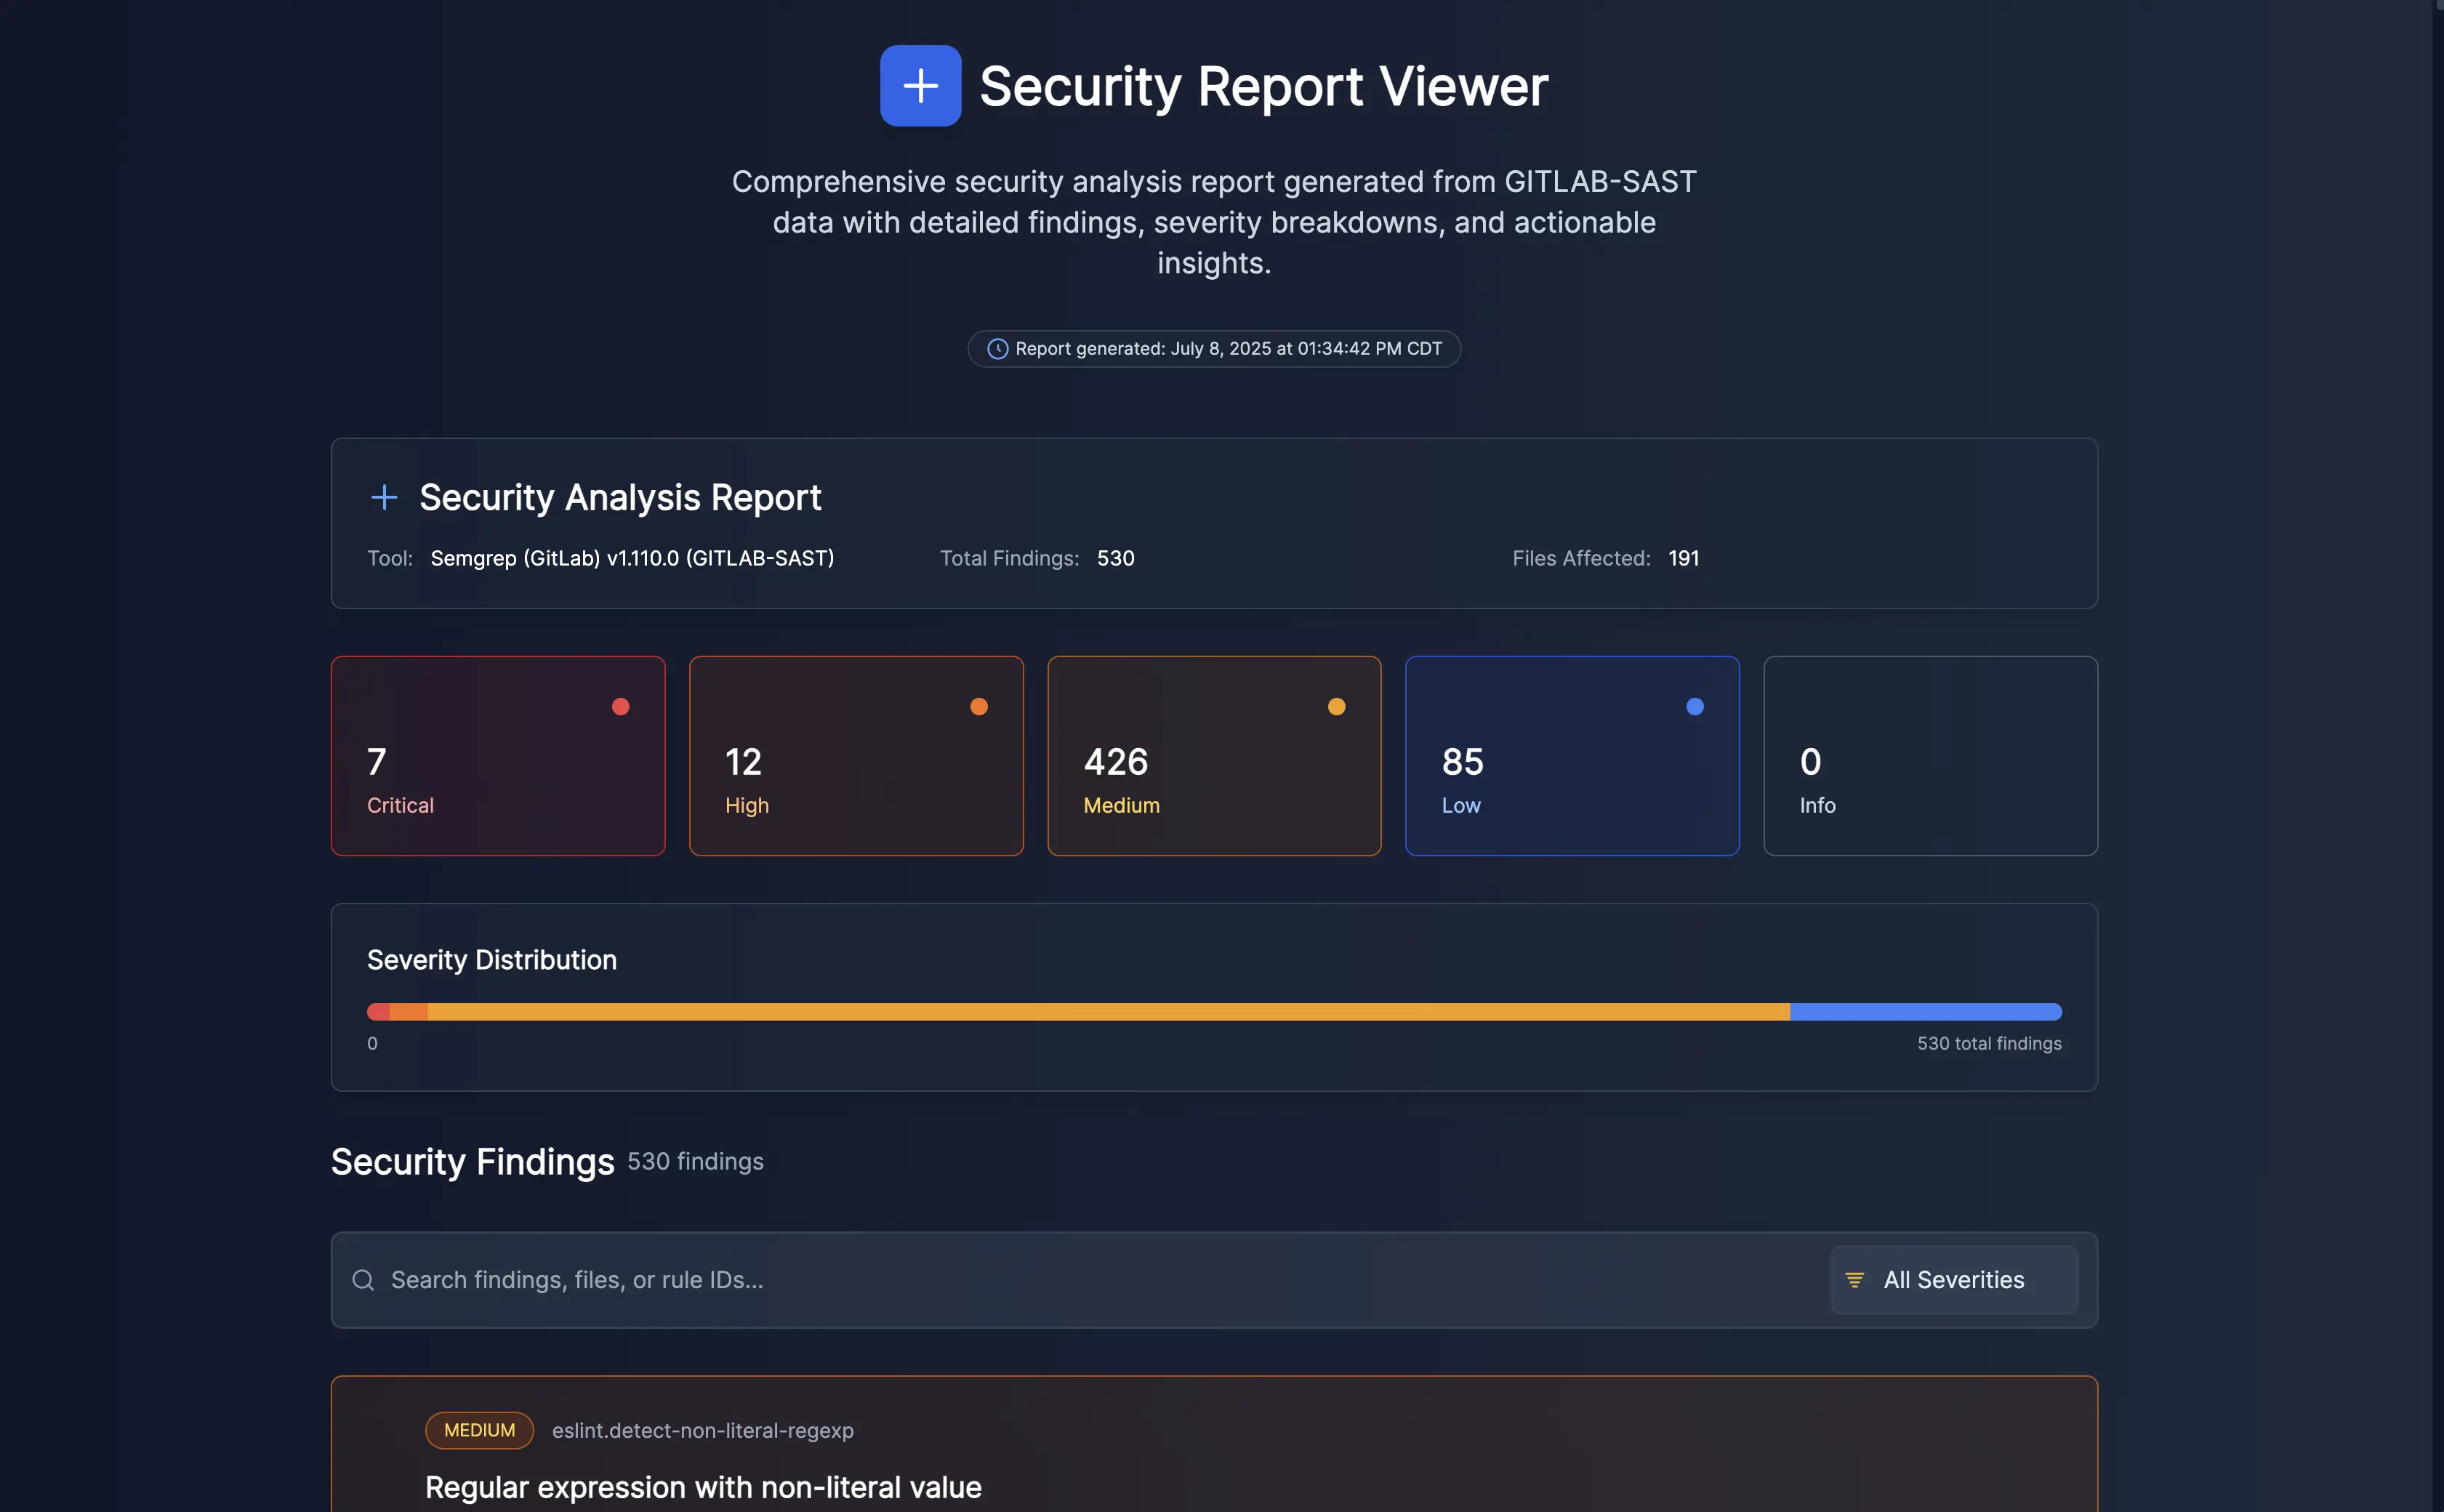 Security Report Viewer
Comprehensive security analysis report generated from GITLAB-SAST
data with detailed findings, severity breakdowns, and actionable
insights.
Report generated: July 8, 2025 at 01:34:42 PM CDT
Security Analysis Report
Tool: Semgrep (GitLab) v1.110.0 (GITLAB-SAST) Total Findings: 530 Files Affected: 191
7 12 426 85 0
Critical High Medium Low Info
Severity Distribution
0 530 total findings
Security Findings 530 findings
Search findings, files, or rule IDs... All Severities
MEDIUM eslint.detect-non-literal-regexp
Regular expression with non-literal value